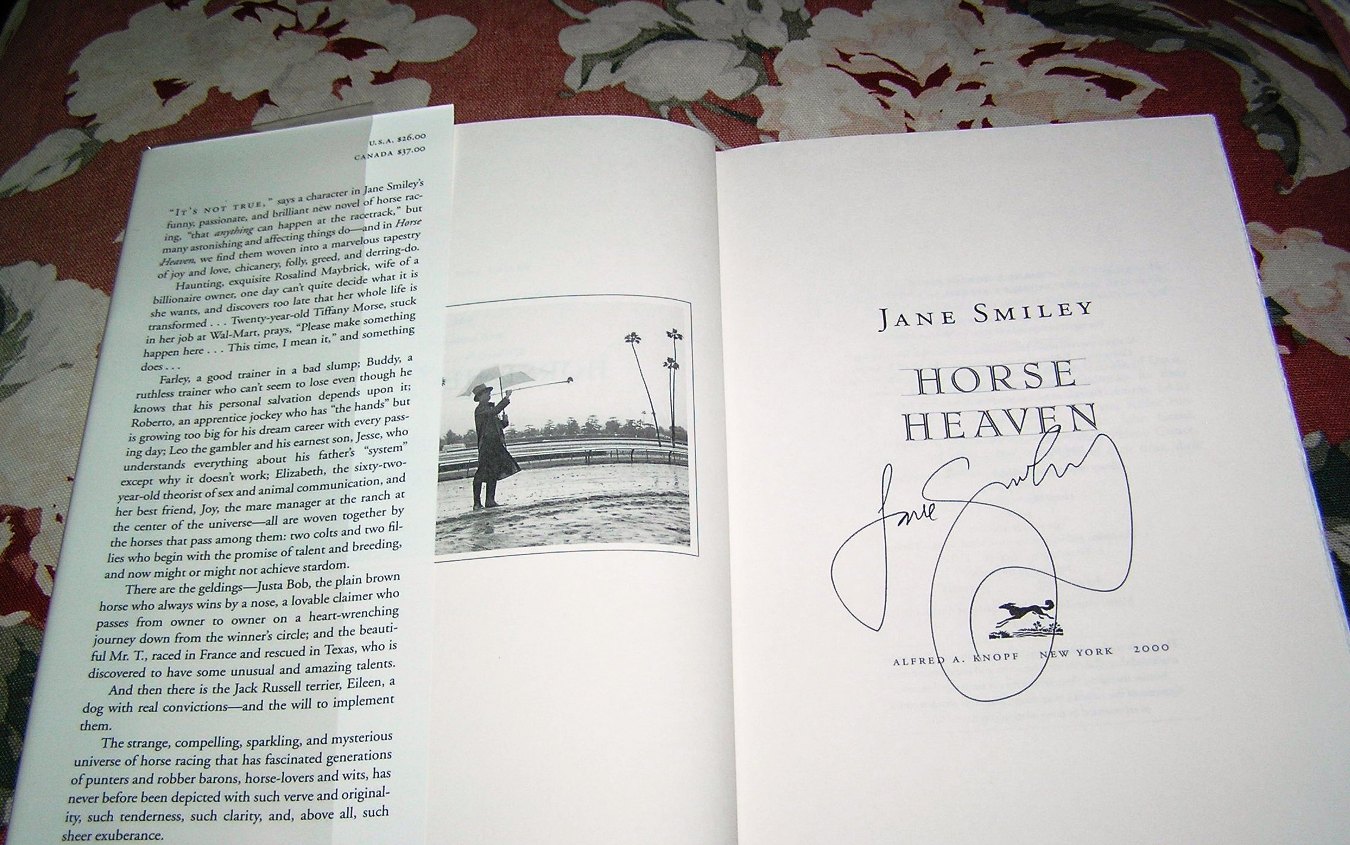 U.S.A. $26.00
CANADA $37.00
"IT'S NOT TRUE," says a character in Jane Smiley's
funny, passionate, and brilliant new novel of horse rac-
ing, "that anything can happen at the racetrack," but
many astonishing and affecting things do—and in Horse
Heaven, we find them woven into a marvelous tapestry
of joy and love, chicanery, folly, greed, and derring-do.
Haunting, exquisite Rosalind Maybrick, wife of a
billionaire owner, one day can't quite decide what it is
she wants, and discovers too late that her whole life is
transformed . . . Twenty-year-old Tiffany Morse, stuck
in her job at Wal-Mart, prays, "Please make something
happen here . . . This time, I mean it," and something
does . . .
Farley, a good trainer in a bad slump; Buddy, a
ruthless trainer who can't seem to lose even though he
knows that his personal salvation depends upon it;
Roberto, an apprentice jockey who has "the hands" but
is growing too big for his dream career with every pass-
ing day; Leo the gambler and his earnest son, Jesse, who
understands everything about his father's "system"
except why it doesn't work; Elizabeth, the sixty-two-
year-old theorist of sex and animal communication, and
her best friend, Joy, the mare manager at the ranch at
the center of the universe—all are woven together by
the horses that pass among them: two colts and two fil-
lies who begin with the promise of talent and breeding,
and now might or might not achieve stardom.
There are the geldings—Justa Bob, the plain brown
horse who always wins by a nose, a lovable claimer who
passes from owner to owner on a heart-wrenching
journey down from the winner's circle; and the beauti-
ful Mr. T., raced in France and rescued in Texas, who is
discovered to have some unusual and amazing talents.
And then there is the Jack Russell terrier, Eileen, a
dog with real convictions—and the will to implement
them.
The strange, compelling, sparkling, and mysterious
universe of horse racing that has fascinated generations
of punters and robber barons, horse-lovers and wits, has
never before been depicted with such verve and original-
ity, such tenderness, such clarity, and, above all, such
sheer exuberance.
JANE SMILEY
HORSE
HEAVEN
Jane Smiley
ALFRED A. KNOPF NEW YORK 2000